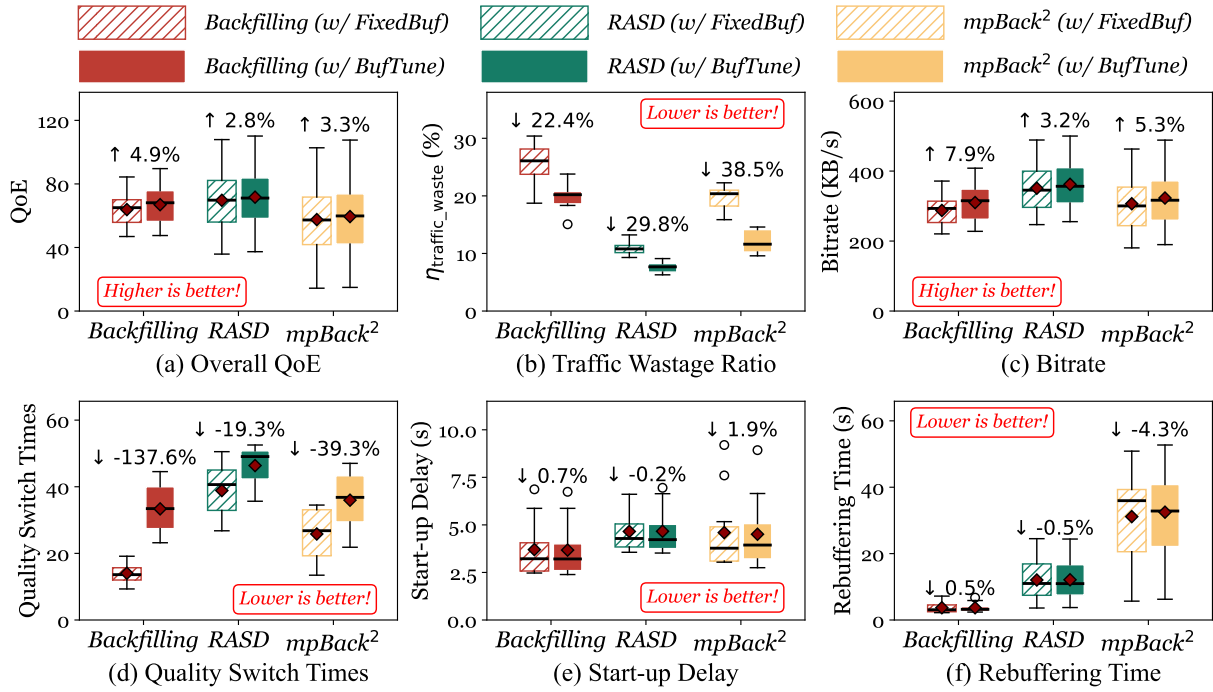 Backfilling (w/ FixedBuf) RASD (w/ FixedBuf) mpBack² (w/ FixedBuf)
Backfilling (w/ BufTune) RASD (w/ BufTune) mpBack² (w/ BufTune)
QoE
120
80
40
0
↑ 4.9%
↑ 2.8%
↑ 3.3%
Higher is better!
Backfilling RASD mpBack²
(a) Overall QoE
η traffic_waste (%)
30
20
10
0
↓ 22.4%
↓ 29.8%
↓ 38.5%
Lower is better!
Backfilling RASD mpBack²
(b) Traffic Wastage Ratio
Bitrate (KB/s)
600
400
200
0
↑ 7.9%
↑ 3.2%
↑ 5.3%
Higher is better!
Backfilling RASD mpBack²
(c) Bitrate
Quality Switch Times
60
40
20
0
↓ -137.6%
↓ -19.3%
↓ -39.3%
Lower is better!
Backfilling RASD mpBack²
(d) Quality Switch Times
Start-up Delay (s)
10.0
7.5
5.0
2.5
0.0
↓ 0.7%
↓ -0.2%
↓ 1.9%
Lower is better!
Backfilling RASD mpBack²
(e) Start-up Delay
Rebuffering Time (s)
60
40
20
0
Lower is better!
↓ 0.5%
↓ -0.5%
↓ -4.3%
Backfilling RASD mpBack²
(f) Rebuffering Time